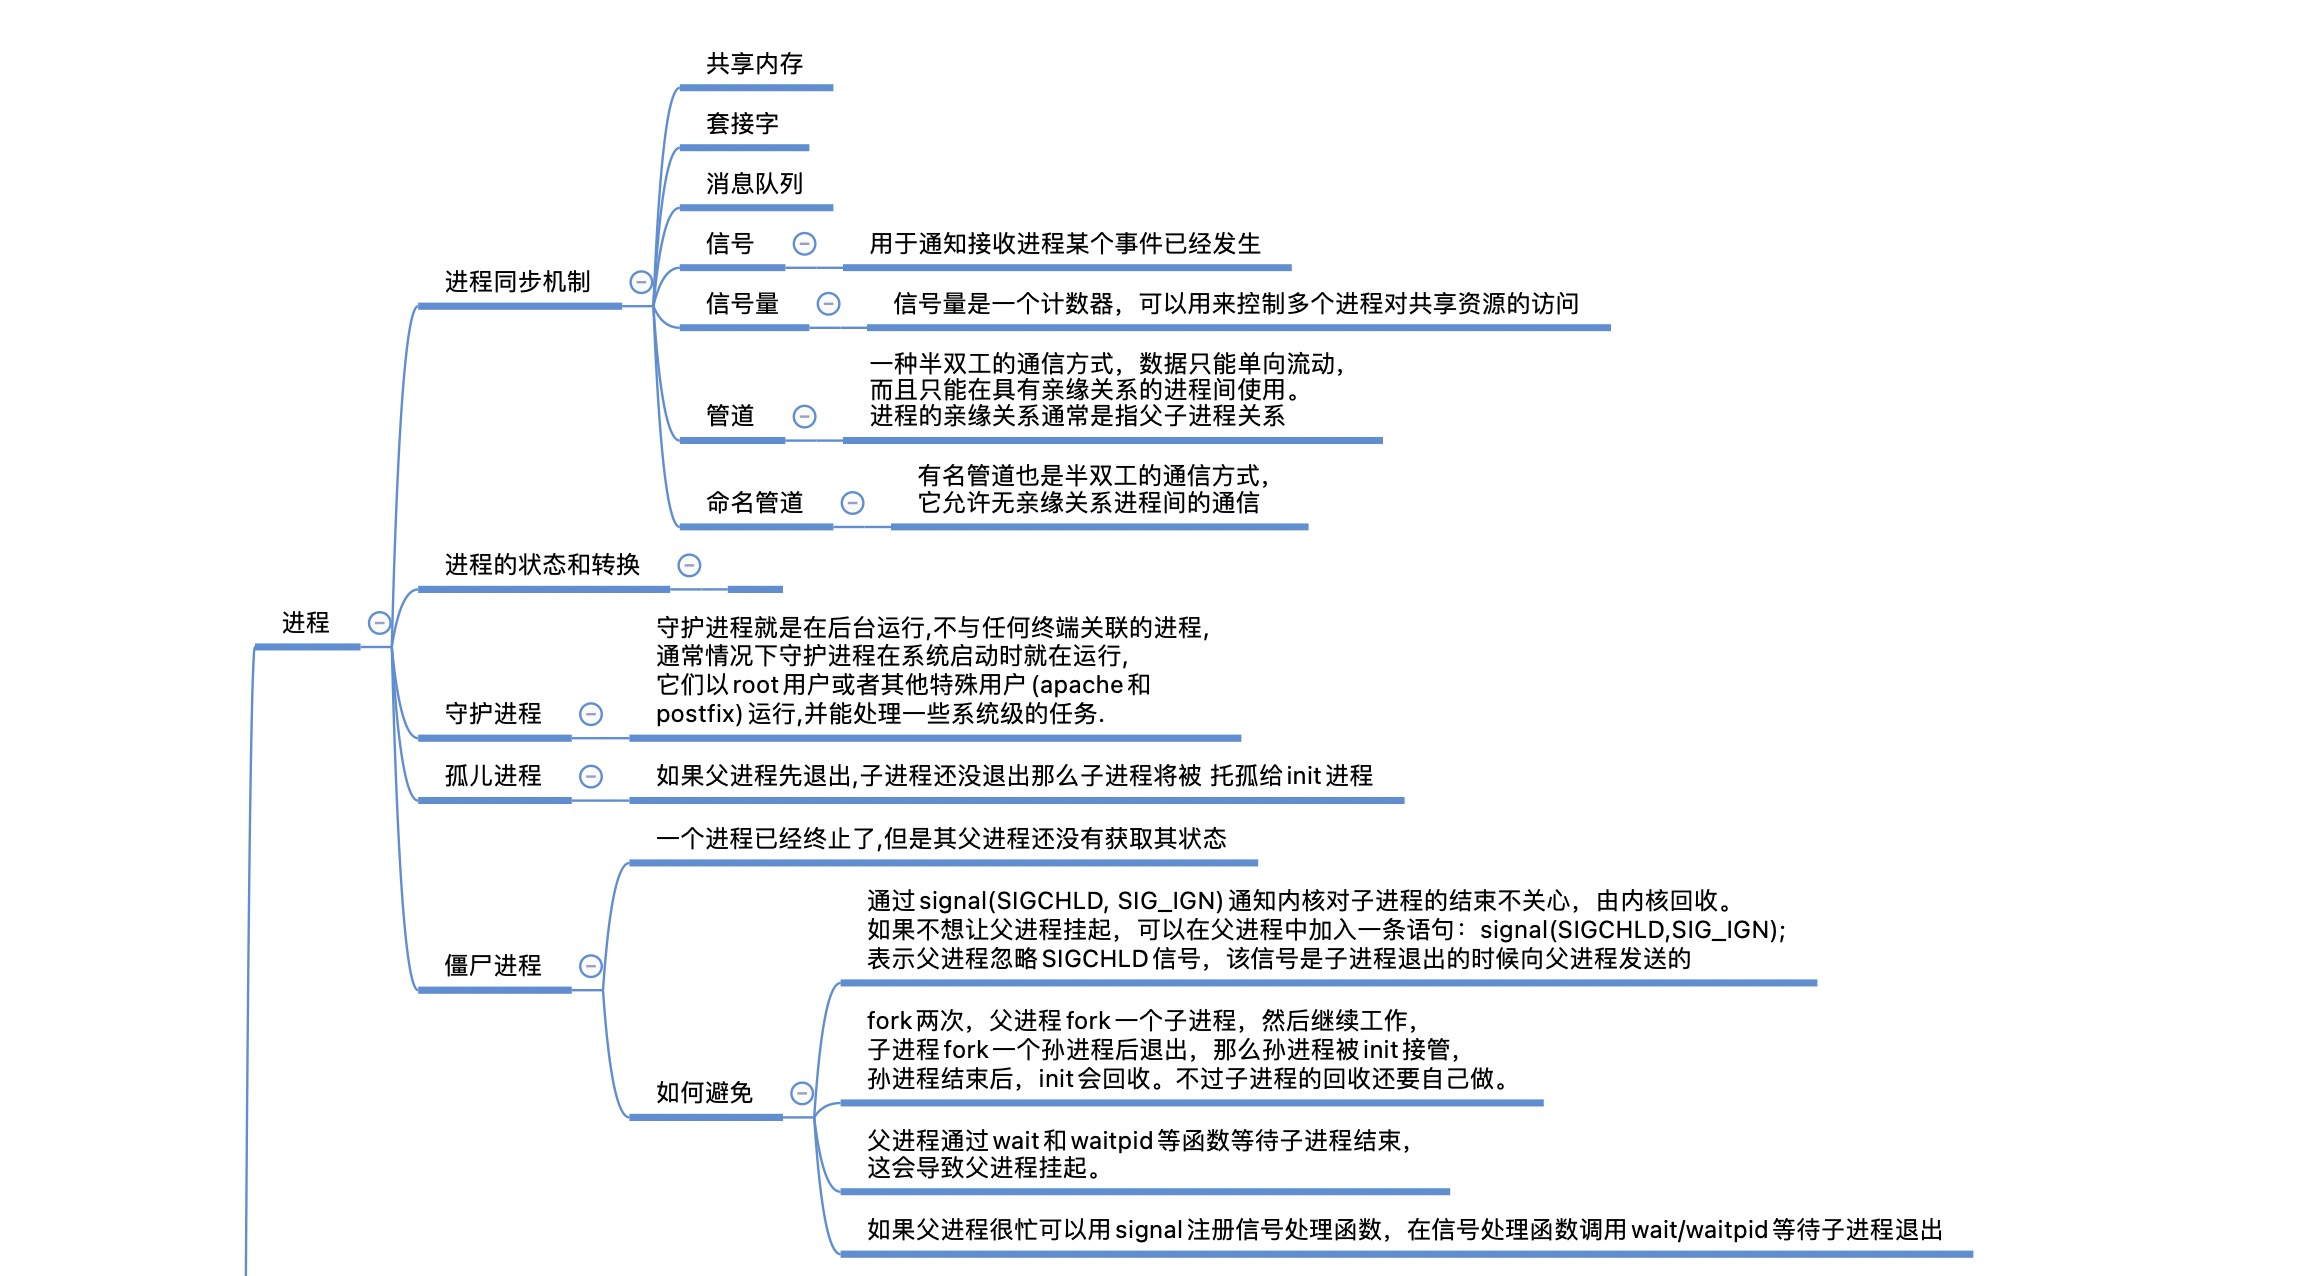 共享内存
套接字
消息队列
信号
用于通知接收进程某个事件已经发生
进程同步机制
信号量
信号量是一个计数器，可以用来控制多个进程对共享资源的访问
一种半双工的通信方式，数据只能单向流动，
而且只能在具有亲缘关系的进程间使用。
管道
进程的亲缘关系通常是指父子进程关系
有名管道也是半双工的通信方式，
命名管道
它允许无亲缘关系进程间的通信
进程的状态和转换
进程
守护进程就是在后台运行,不与任何终端关联的进程,
通常情况下守护进程在系统启动时就在运行,
它们以root用户或者其他特殊用户(apache和
守护进程
postfix)运行,并能处理一些系统级的任务.
孤儿进程
如果父进程先退出,子进程还没退出那么子进程将被 托孤给init进程
一个进程已经终止了,但是其父进程还没有获取其状态
通过signal(SIGCHLD, SIG_IGN)通知内核对子进程的结束不关心，由内核回收。
如果不想让父进程挂起，可以在父进程中加入一条语句：signal(SIGCHLD,SIG_IGN);
表示父进程忽略SIGCHLD信号，该信号是子进程退出的时候向父进程发送的
僵尸进程
fork两次，父进程fork一个子进程，然后继续工作，
子进程fork一个孙进程后退出，那么孙进程被init接管，
孙进程结束后，init会回收。不过子进程的回收还要自己做。
如何避免
父进程通过wait和waitpid等函数等待子进程结束，
这会导致父进程挂起。
如果父进程很忙可以用signal注册信号处理函数，在信号处理函数调用wait/waitpid等待子进程退出